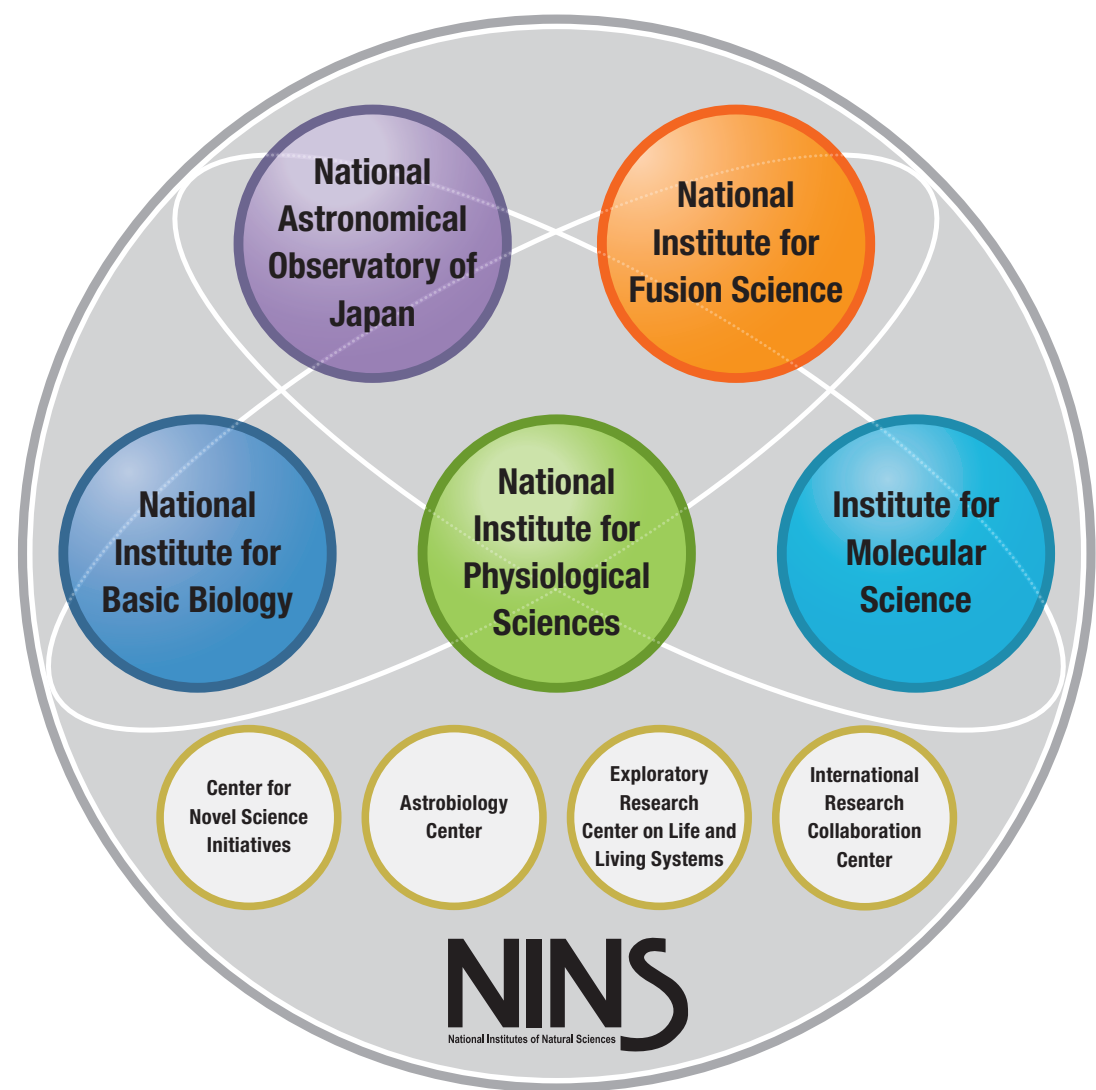 National
Astronomical
Observatory of
Japan
National
Institute for
Fusion Science
National
Institute for
Basic Biology
National
Institute for
Physiological
Sciences
Institute for
Molecular
Science
Center for
Novel Science
Initiatives
Astrobiology
Center
Exploratory
Research
Center on Life and
Living Systems
International
Research
Collaboration
Center
NINS
National Institutes of Natural Sciences